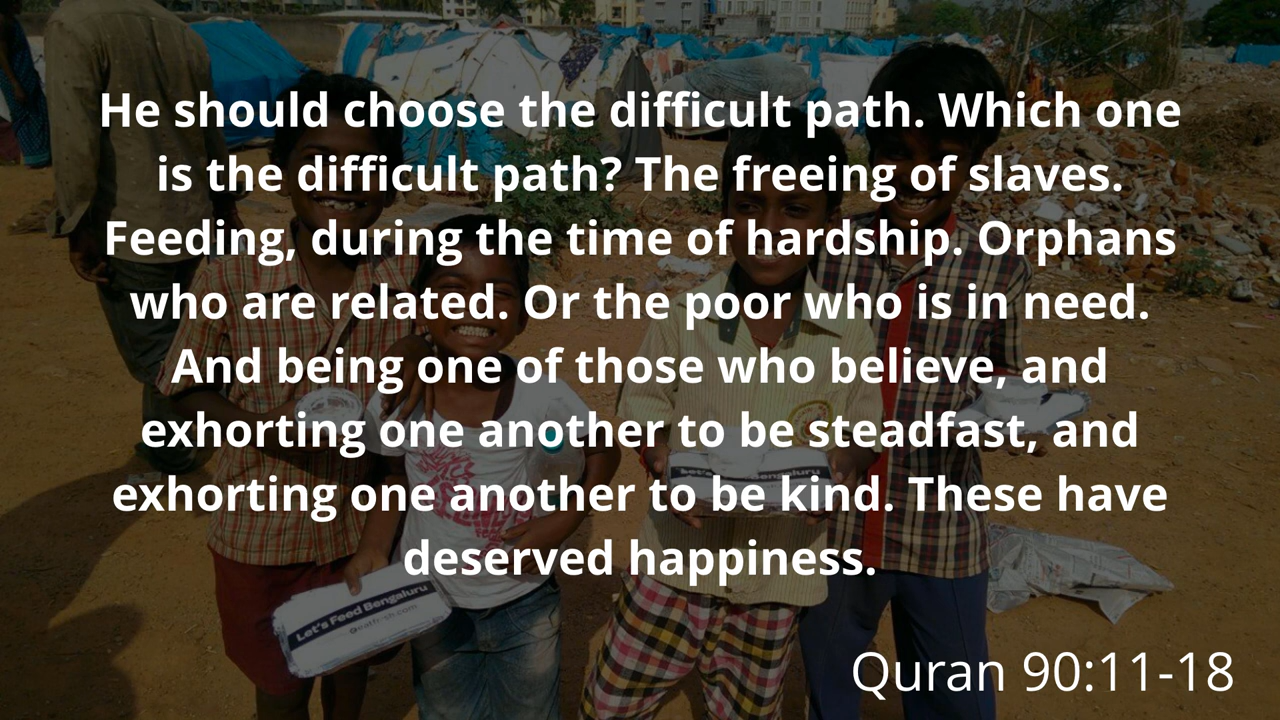 He should choose the difficult path. Which one
is the difficult path? The freeing of slaves.
Feeding, during the time of hardship. Orphans
who are related. Or the poor who is in need.
And being one of those who believe, and
exhorting one another to be steadfast, and
exhorting one another to be kind. These have
deserved happiness.
Let's Feed Bengaluru
Quran 90:11-18